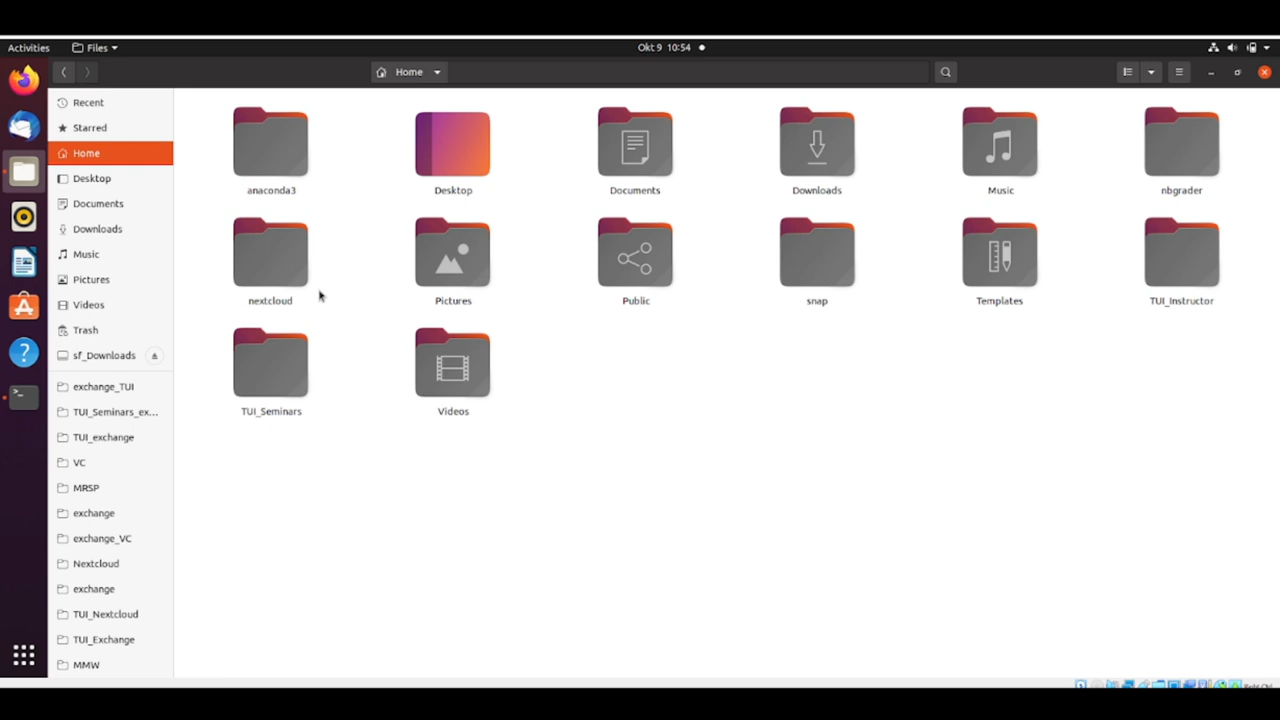 Activities Files Okt 9 10:54
Home
Recent
Starred
Home
Desktop
Documents
Downloads
Music
Pictures
Videos
Trash
sf_Downloads
exchange_TUI
TUI_Seminars_ex...
TUI_exchange
VC
MRSP
exchange
exchange_VC
Nextcloud
exchange
TUI_Nextcloud
TUI_Exchange
MMW
anaconda3 Desktop Documents Downloads Music nbgrader
nextcloud Pictures Public snap Templates TUI_Instructor
TUI_Seminars Videos